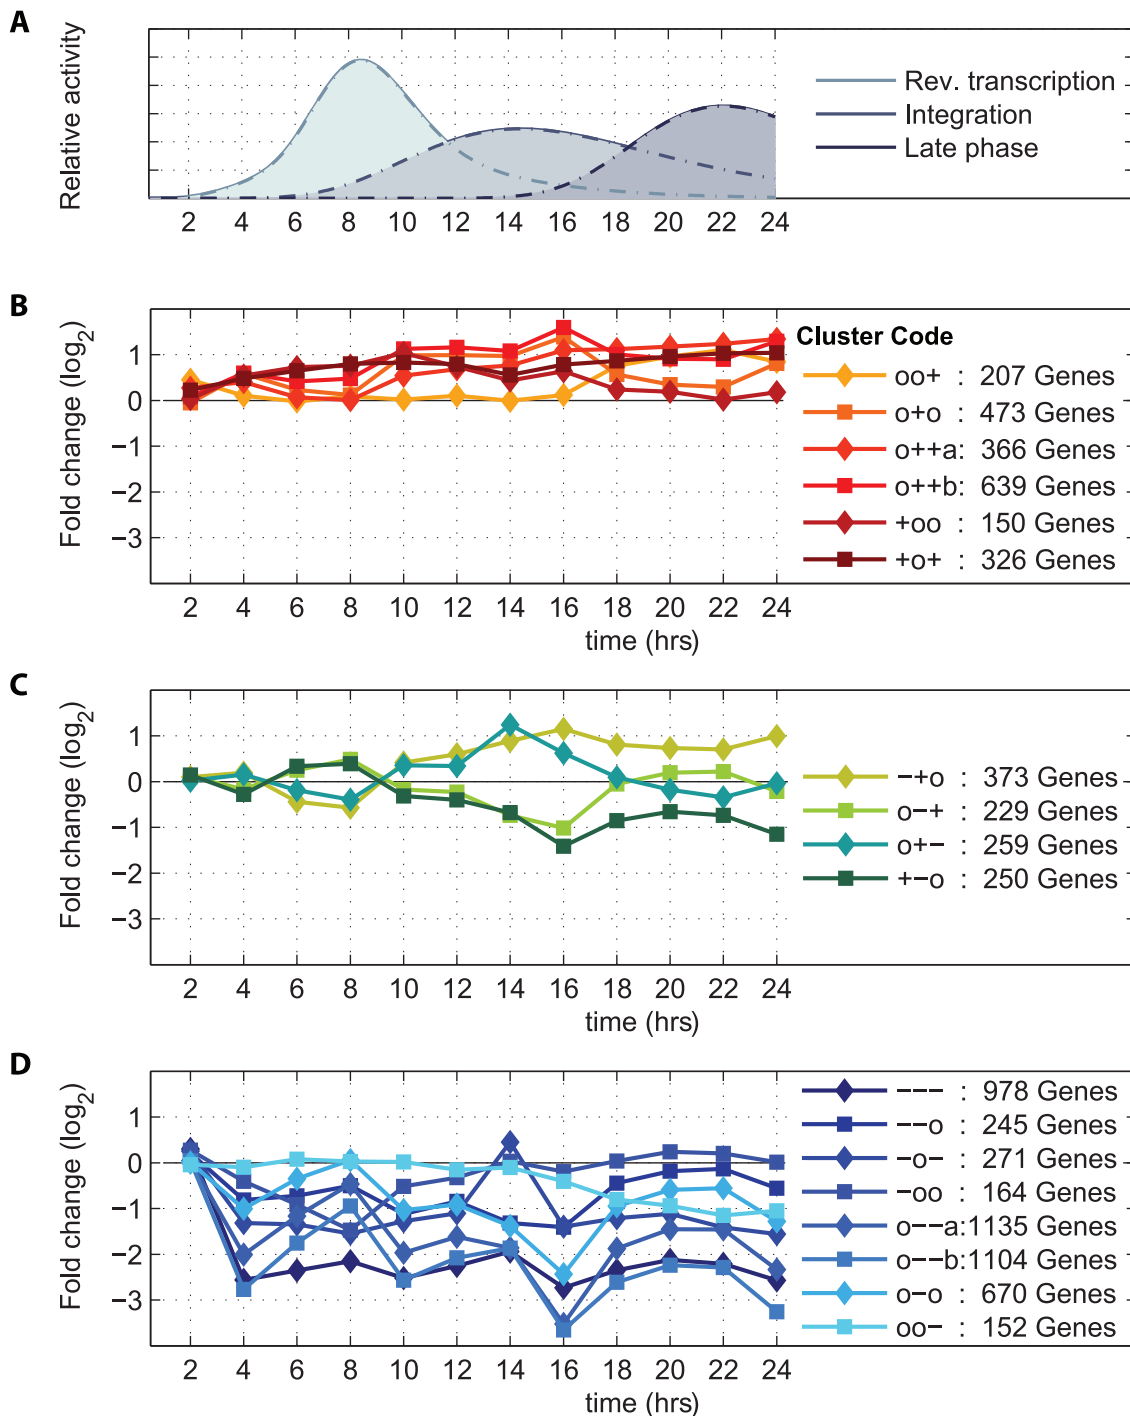 A
Relative activity
Rev. transcription
Integration
Late phase
2 4 6 8 10 12 14 16 18 20 22 24
B
Fold change (log2)
1
0
−1
−2
−3
Cluster Code
oo+ : 207 Genes
o+o : 473 Genes
o++a: 366 Genes
o++b: 639 Genes
+oo : 150 Genes
+o+ : 326 Genes
2 4 6 8 10 12 14 16 18 20 22 24
time (hrs)
C
Fold change (log2)
1
0
−1
−2
−3
−+o : 373 Genes
o−+ : 229 Genes
o+− : 259 Genes
+−o : 250 Genes
2 4 6 8 10 12 14 16 18 20 22 24
time (hrs)
D
Fold change (log2)
1
0
−1
−2
−3
−−− : 978 Genes
−−o : 245 Genes
−o− : 271 Genes
−oo : 164 Genes
o−−a:1135 Genes
o−−b:1104 Genes
o−o : 670 Genes
oo− : 152 Genes
2 4 6 8 10 12 14 16 18 20 22 24
time (hrs)